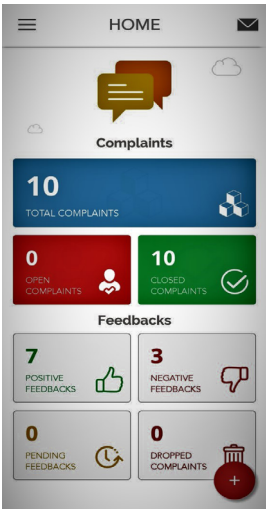 HOME
Complaints
10
TOTAL COMPLAINTS
0
OPEN
COMPLAINTS
10
CLOSED
COMPLAINTS
Feedbacks
7
POSITIVE
FEEDBACKS
3
NEGATIVE
FEEDBACKS
0
PENDING
FEEDBACKS
0
DROPPED
COMPLAINTS
+